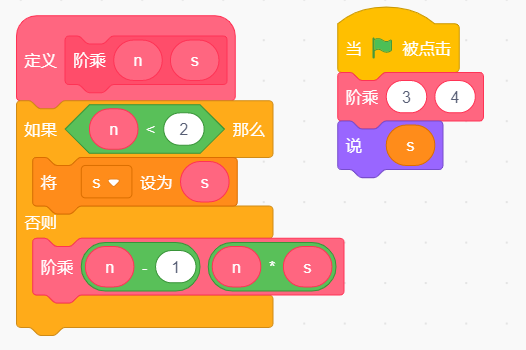 定义 阶乘 n s
如果 n < 2 那么
将 s 设为 s
否则
阶乘 n - 1 n * s
当 被点击
阶乘 3 4
说 s